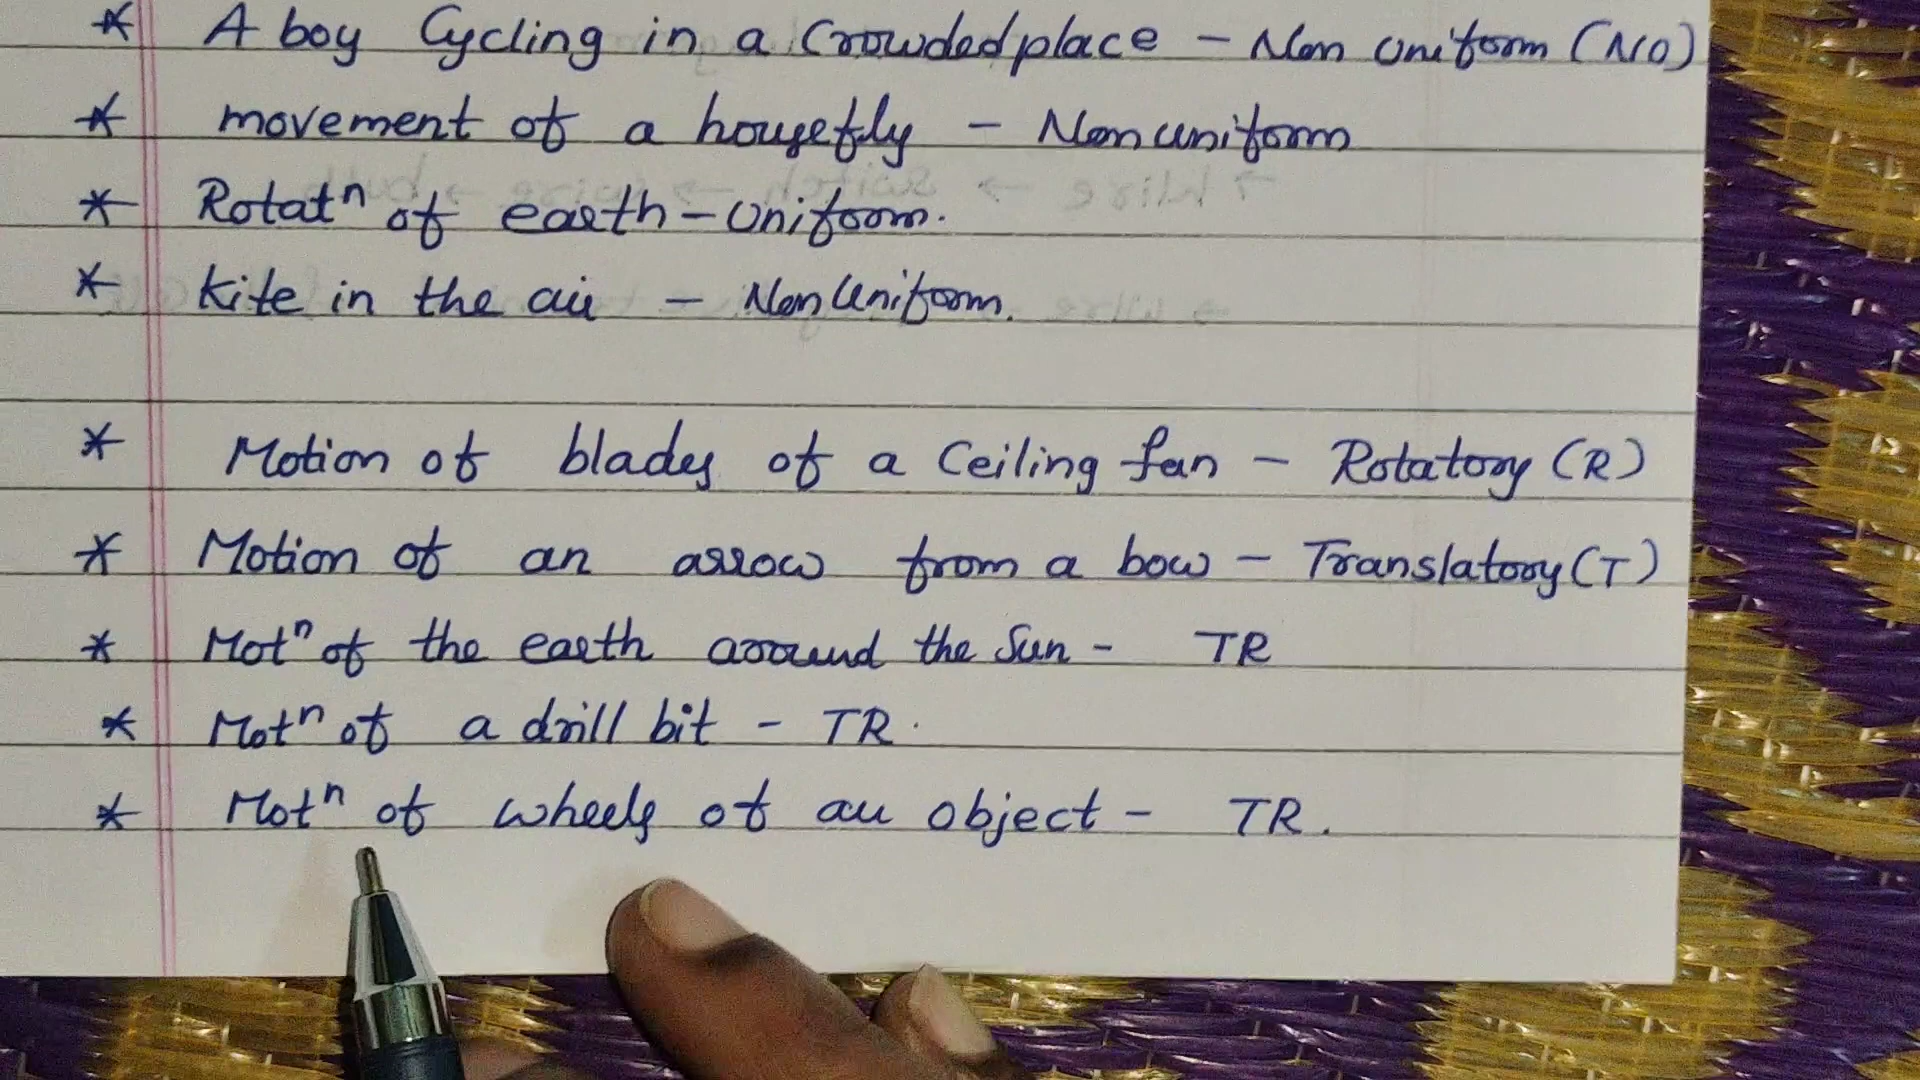 * A boy Cycling in a Crowded place - Non Uniform (NU)
* movement of a housefly - Non uniform
* Rotatⁿ of earth - Uniform.
* Kite in the air - Non Uniform.
* Motion of blades of a Ceiling fan - Rotatory (R)
* Motion of an arrow from a bow - Translatory (T)
* Motⁿ of the earth around the Sun - TR
* Motⁿ of a drill bit - TR.
* Motⁿ of wheels of an object - TR.